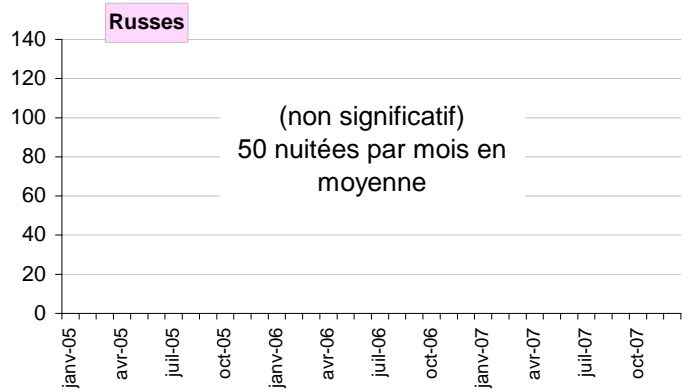 Russes
140
120
100
80
60
40
20
0
(non significatif)
50 nuitées par mois en
moyenne
janv-05
avr-05
juil-05
oct-05
janv-06
avr-06
juil-06
oct-06
janv-07
avr-07
juil-07
oct-07